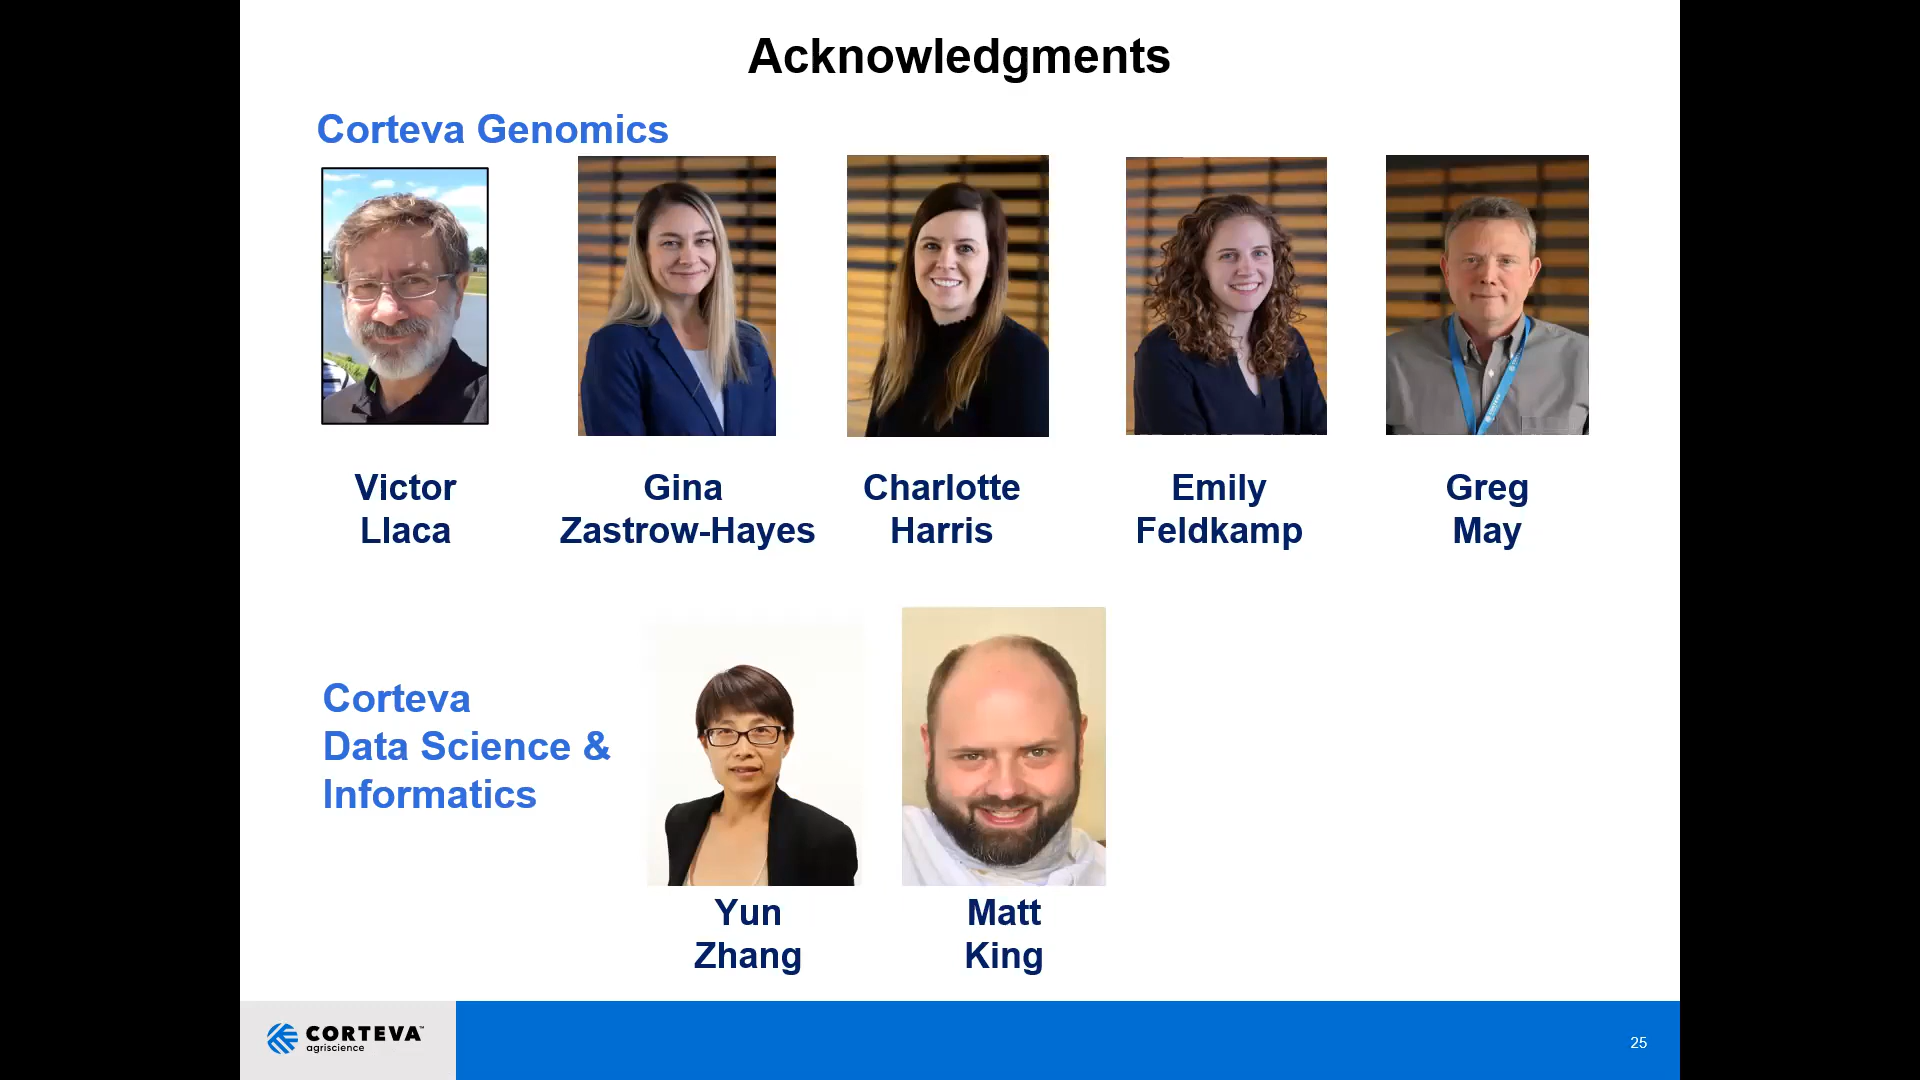 Acknowledgments
Corteva Genomics
Victor
Llaca
Gina
Zastrow-Hayes
Charlotte
Harris
Emily
Feldkamp
Greg
May
Corteva
Data Science &
Informatics
Yun
Zhang
Matt
King
CORTEVA™
agriscience
25